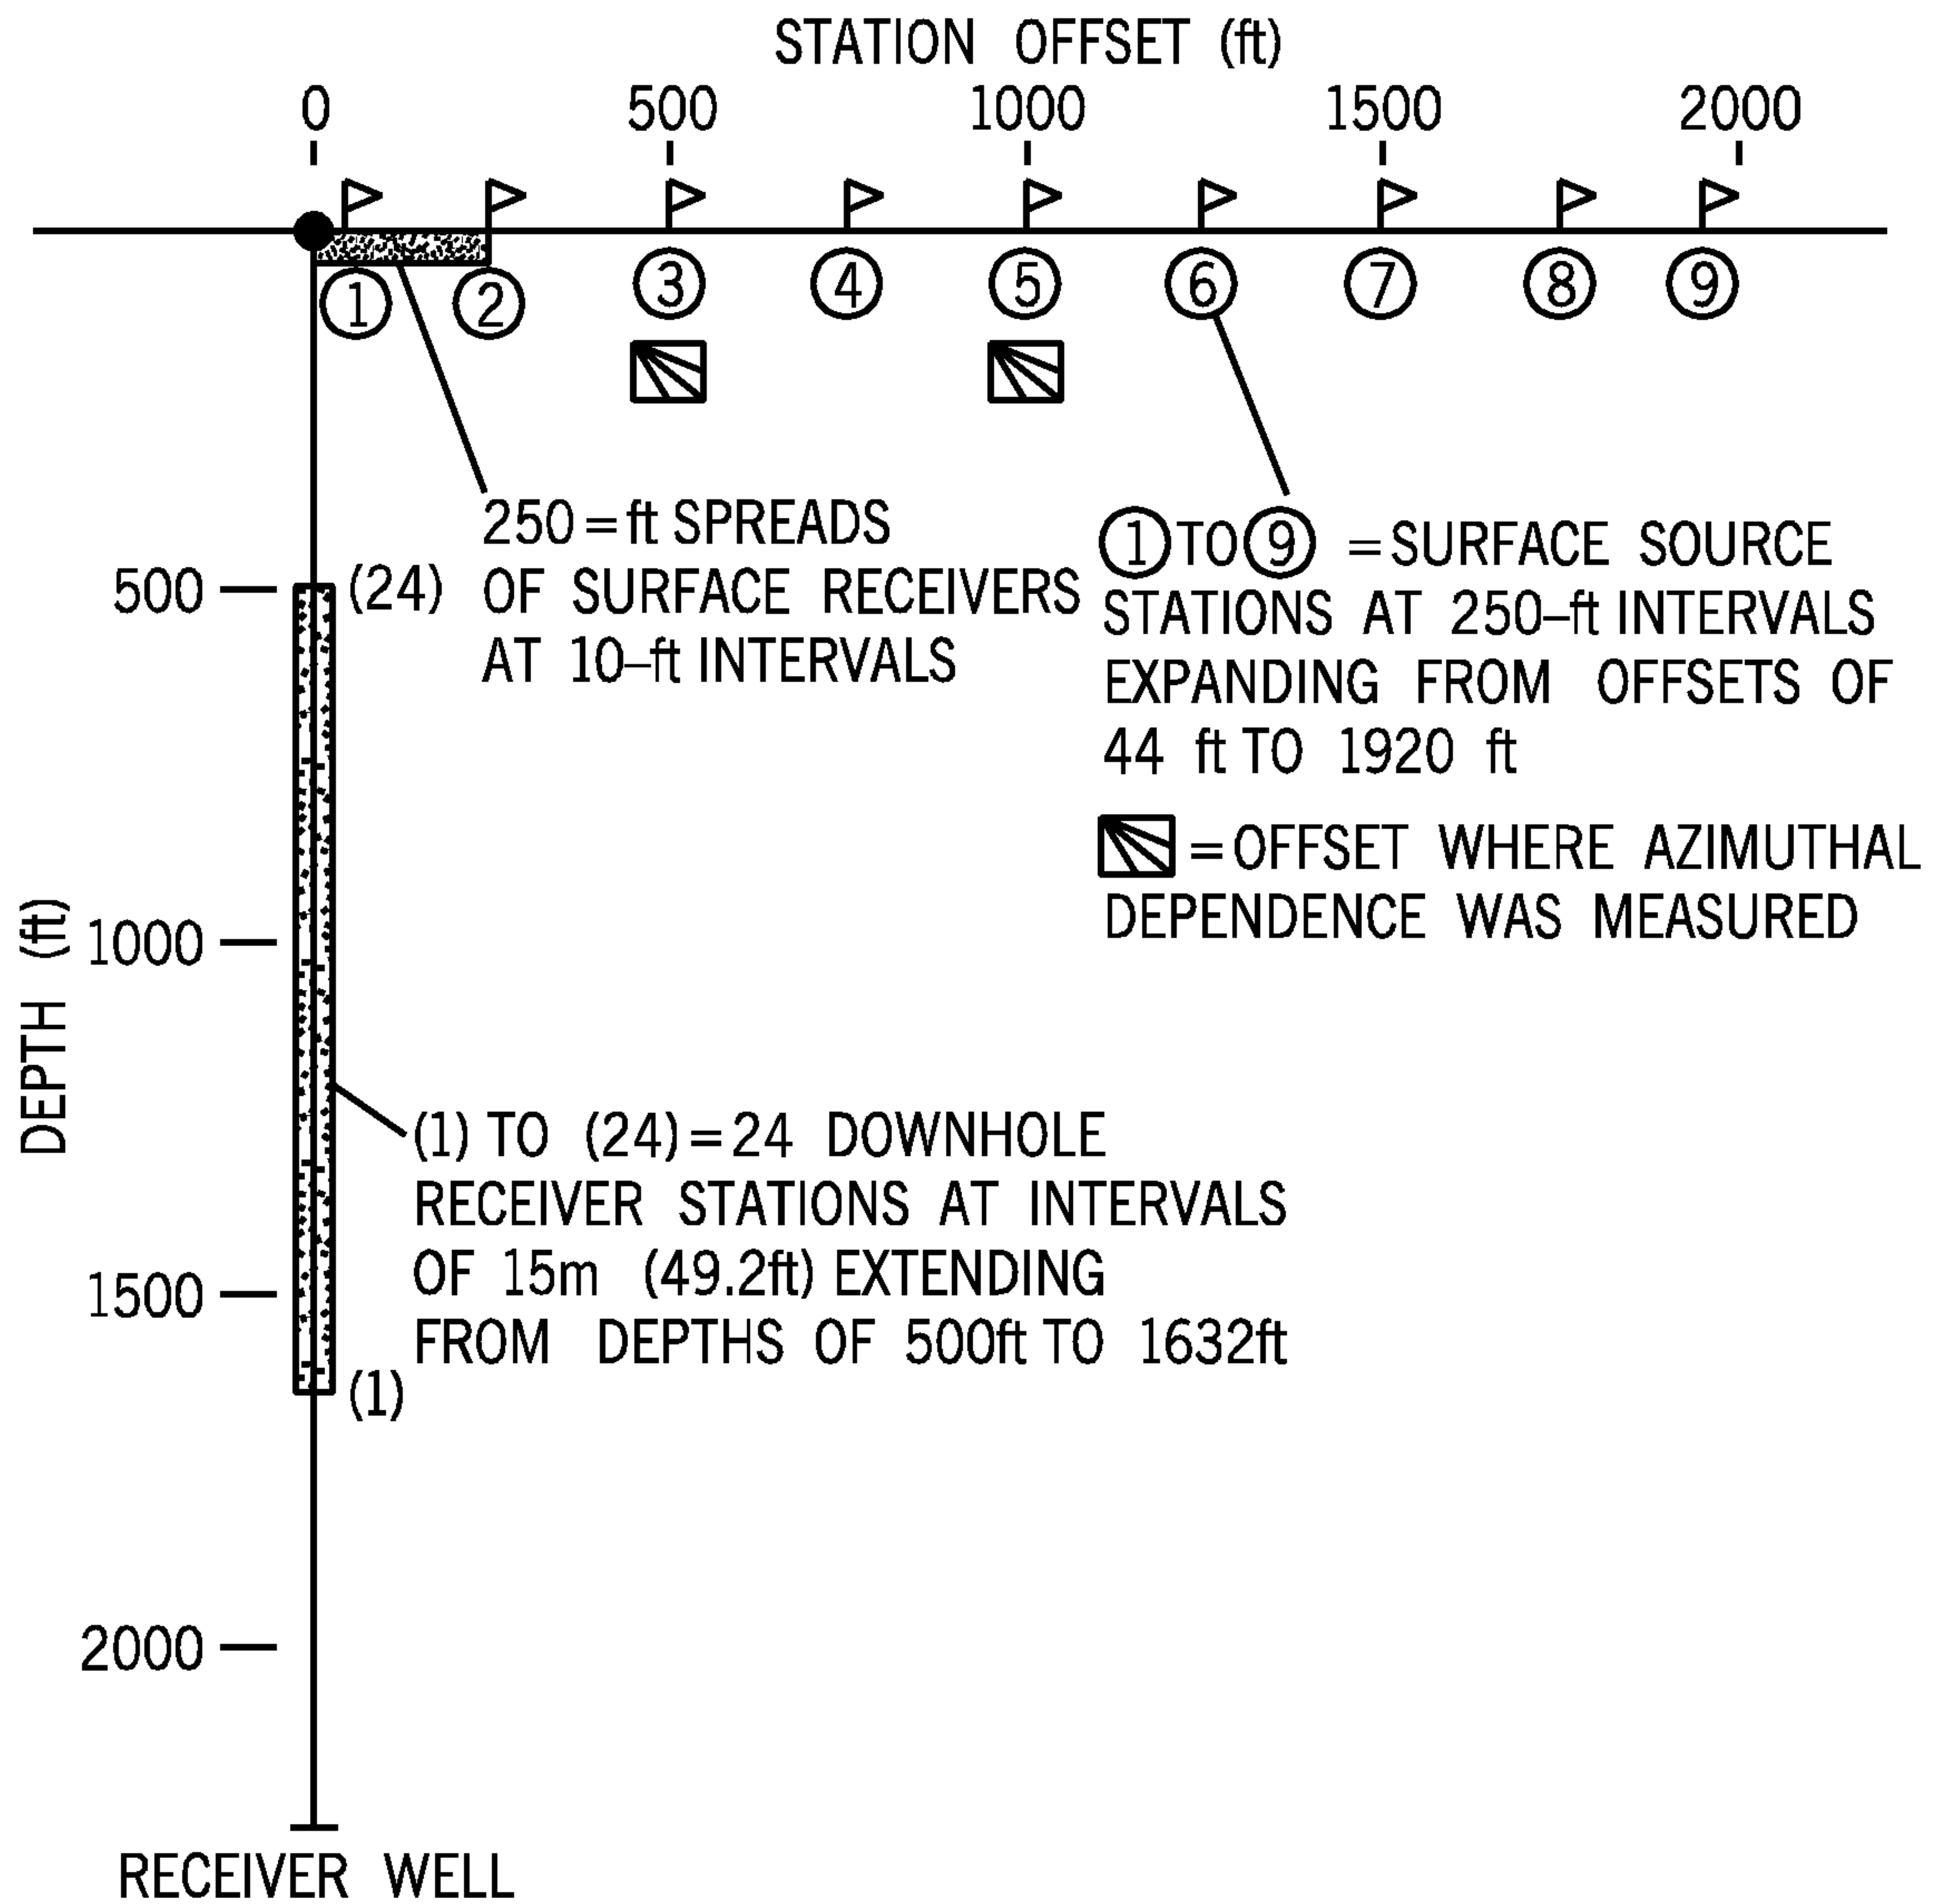 STATION OFFSET (ft)
0 500 1000 1500 2000
1 2 3 4 5 6 7 8 9
250=ft SPREADS
OF SURFACE RECEIVERS
AT 10–ft INTERVALS
1 TO 9 =SURFACE SOURCE
STATIONS AT 250–ft INTERVALS
EXPANDING FROM OFFSETS OF
44 ft TO 1920 ft
=OFFSET WHERE AZIMUTHAL
DEPENDENCE WAS MEASURED
DEPTH (ft)
500
1000
1500
2000
(24)
(1) TO (24)=24 DOWNHOLE
RECEIVER STATIONS AT INTERVALS
OF 15m (49.2ft) EXTENDING
FROM DEPTHS OF 500ft TO 1632ft
(1)
RECEIVER WELL